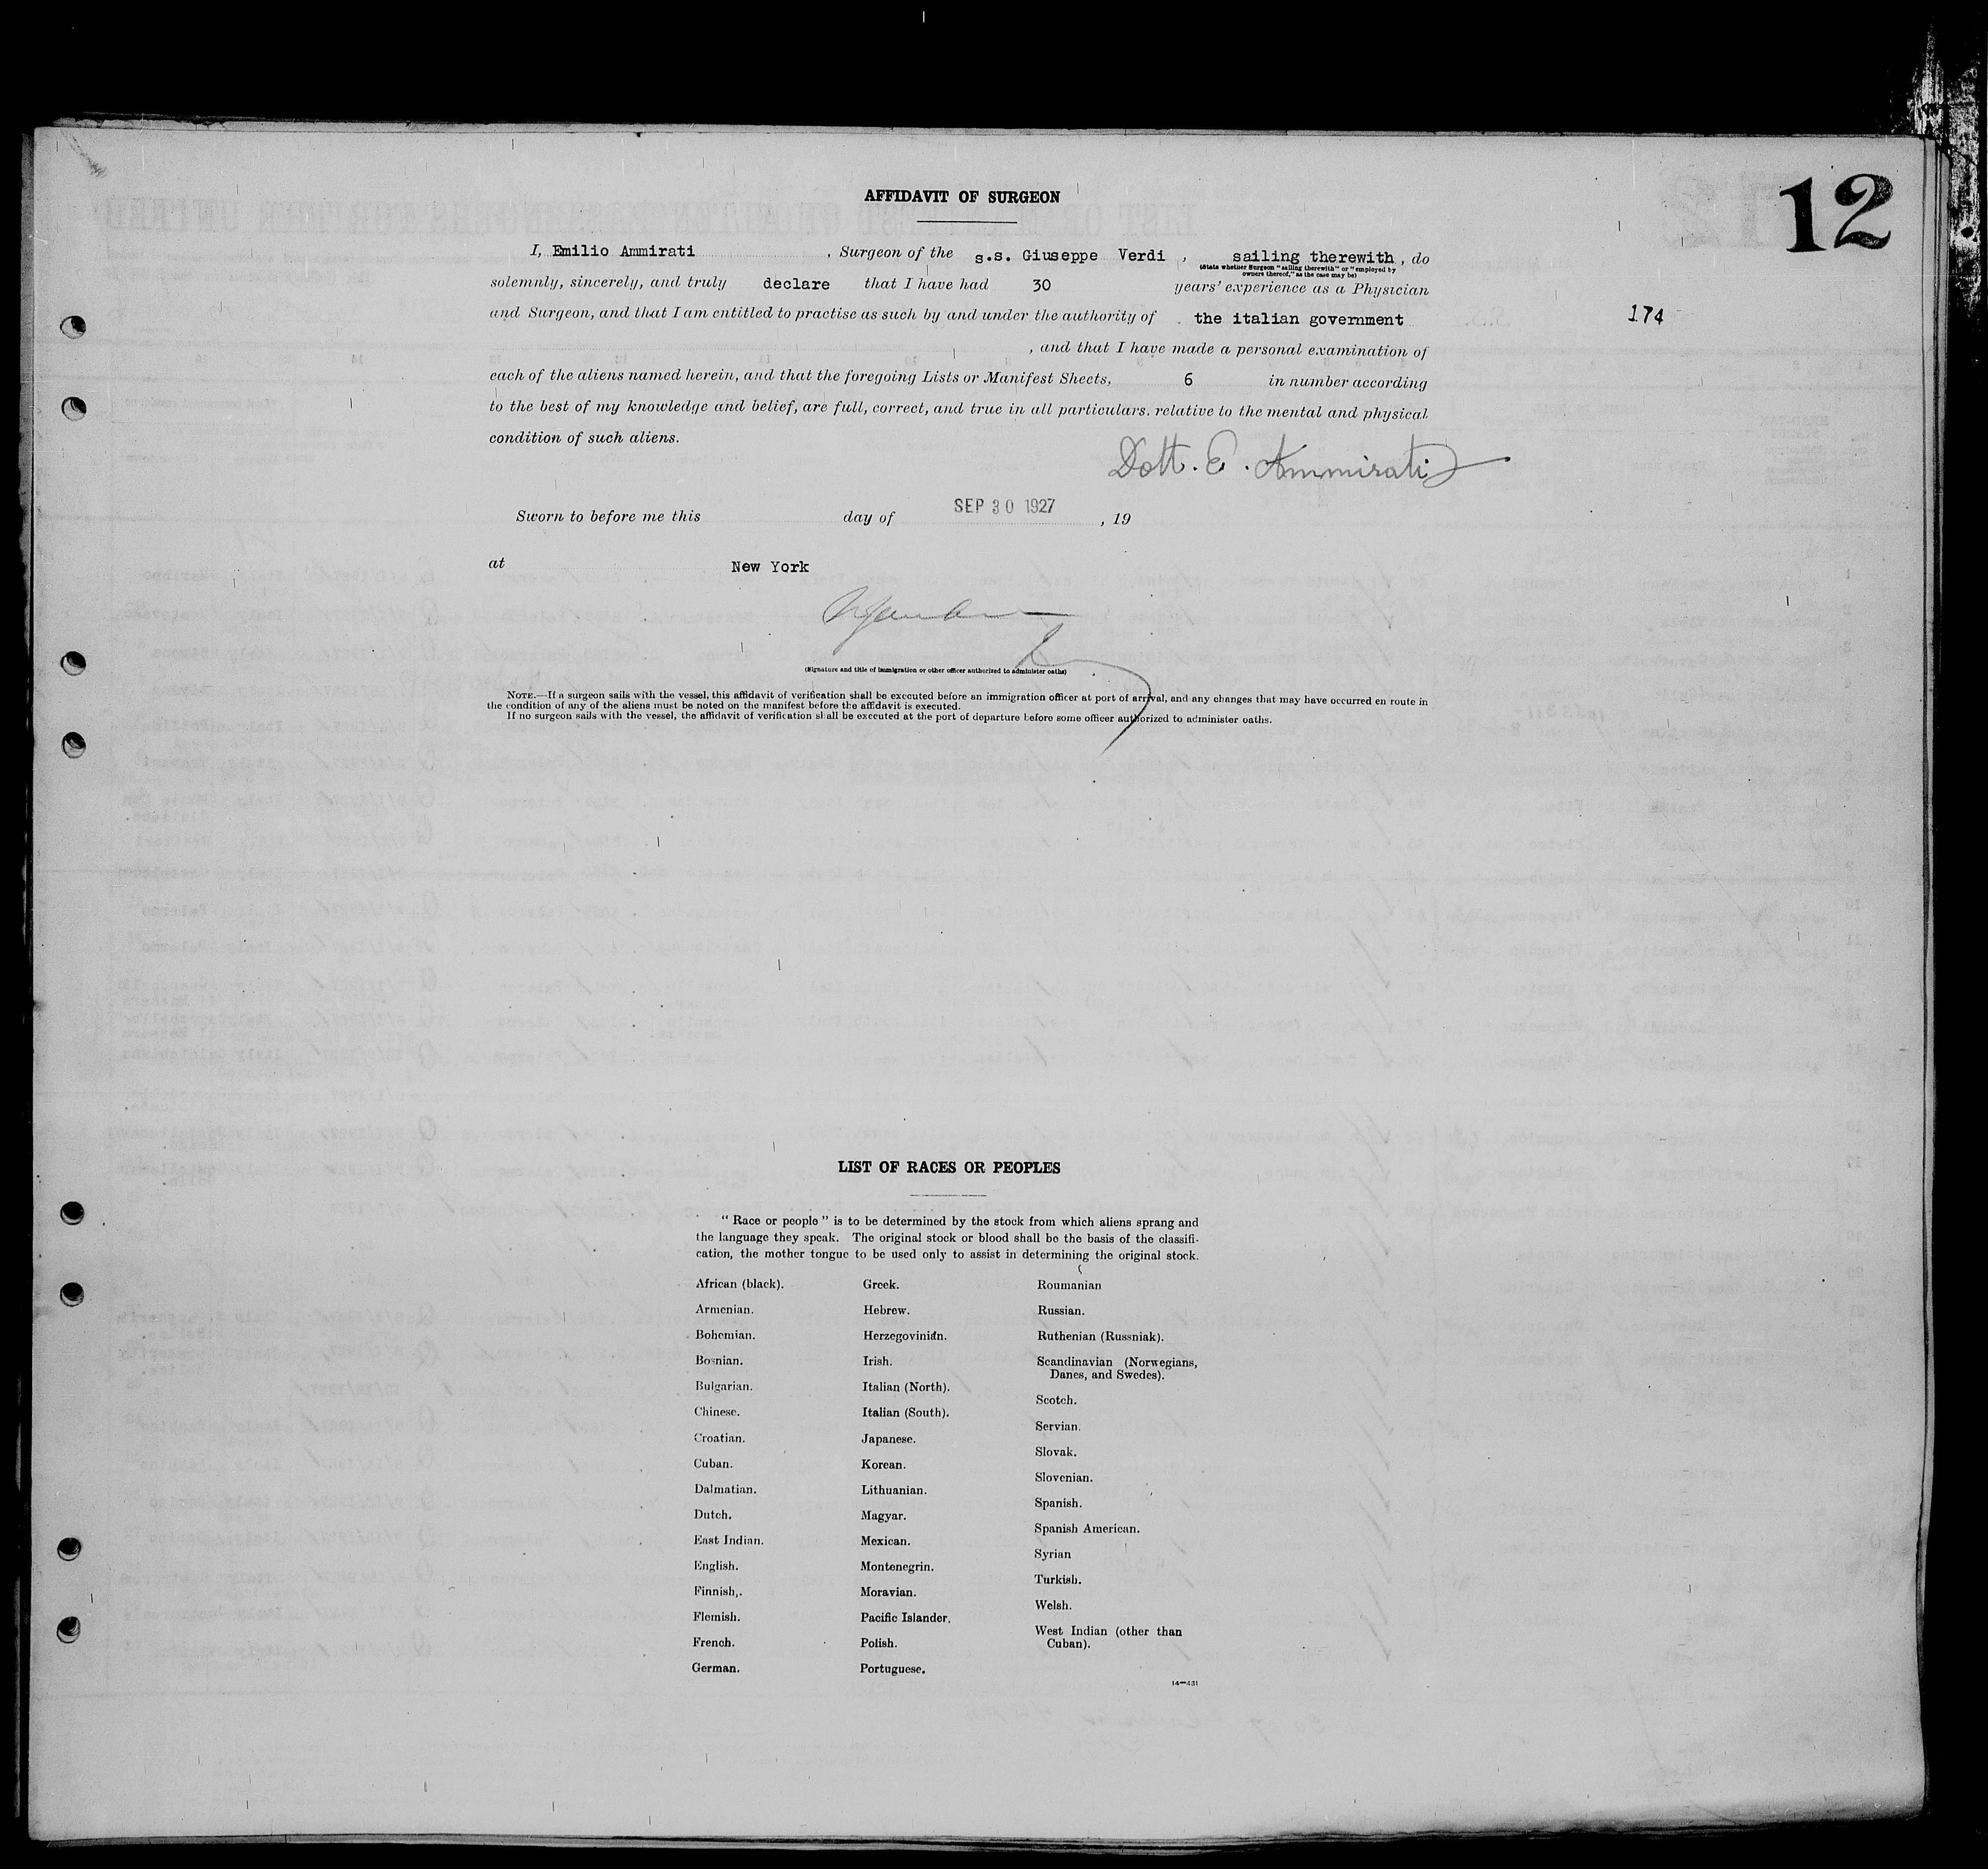 12
AFFIDAVIT OF SURGEON
I, Emilio Ammirati , Surgeon of the s.s. Giuseppe Verdi , sailing therewith , do
(State whether Surgeon "sailing therewith" or "employed by
owners thereof," as the case may be)
solemnly, sincerely, and truly declare that I have had 30 years' experience as a Physician
and Surgeon, and that I am entitled to practise as such by and under the authority of the italian government
174
, and that I have made a personal examination of
each of the aliens named herein, and that the foregoing Lists or Manifest Sheets, 6 in number according
to the best of my knowledge and belief, are full, correct, and true in all particulars. relative to the mental and physical
condition of such aliens.
Dott. E. Ammirati
Sworn to before me this day of SEP 30 1927 , 19
at New York
(Signature and title of immigration or other officer authorized to administer oaths)
NOTE.—If a surgeon sails with the vessel, this affidavit of verification shall be executed before an immigration officer at port of arrival, and any changes that may have occurred en route in
the condition of any of the aliens must be noted on the manifest before the affidavit is executed.
If no surgeon sails with the vessel, the affidavit of verification shall be executed at the port of departure before some officer authorized to administer oaths.
LIST OF RACES OR PEOPLES
"Race or people" is to be determined by the stock from which aliens sprang and
the language they speak. The original stock or blood shall be the basis of the classifi-
cation, the mother tongue to be used only to assist in determining the original stock.
African (black).
Armenian.
Bohemian.
Bosnian.
Bulgarian.
Chinese.
Croatian.
Cuban.
Dalmatian.
Dutch.
East Indian.
English.
Finnish.
Flemish.
French.
German.
Greek.
Hebrew.
Herzegovinian.
Irish.
Italian (North).
Italian (South).
Japanese.
Korean.
Lithuanian.
Magyar.
Mexican.
Montenegrin.
Moravian.
Pacific Islander.
Polish.
Portuguese.
Roumanian
Russian.
Ruthenian (Russniak).
Scandinavian (Norwegians,
Danes, and Swedes).
Scotch.
Servian.
Slovak.
Slovenian.
Spanish.
Spanish American.
Syrian
Turkish.
Welsh.
West Indian (other than
Cuban).
14—431